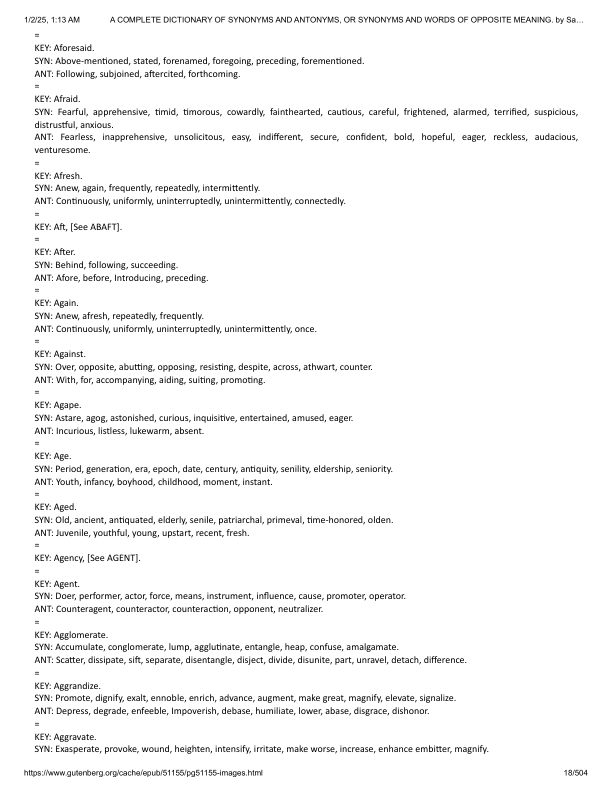 1/2/25, 1:13 AM A COMPLETE DICTIONARY OF SYNONYMS AND ANTONYMS, OR SYNONYMS AND WORDS OF OPPOSITE MEANING. by Sa…
=
KEY: Aforesaid.
SYN: Above-mentioned, stated, forenamed, foregoing, preceding, forementioned.
ANT: Following, subjoined, aftercited, forthcoming.
=
KEY: Afraid.
SYN: Fearful, apprehensive, timid, timorous, cowardly, fainthearted, cautious, careful, frightened, alarmed, terrified, suspicious,
distrustful, anxious.
ANT: Fearless, inapprehensive, unsolicitous, easy, indifferent, secure, confident, bold, hopeful, eager, reckless, audacious,
venturesome.
=
KEY: Afresh.
SYN: Anew, again, frequently, repeatedly, intermittently.
ANT: Continuously, uniformly, uninterruptedly, unintermittently, connectedly.
=
KEY: Aft, [See ABAFT].
=
KEY: After.
SYN: Behind, following, succeeding.
ANT: Afore, before, Introducing, preceding.
=
KEY: Again.
SYN: Anew, afresh, repeatedly, frequently.
ANT: Continuously, uniformly, uninterruptedly, unintermittently, once.
=
KEY: Against.
SYN: Over, opposite, abutting, opposing, resisting, despite, across, athwart, counter.
ANT: With, for, accompanying, aiding, suiting, promoting.
=
KEY: Agape.
SYN: Astare, agog, astonished, curious, inquisitive, entertained, amused, eager.
ANT: Incurious, listless, lukewarm, absent.
=
KEY: Age.
SYN: Period, generation, era, epoch, date, century, antiquity, senility, eldership, seniority.
ANT: Youth, infancy, boyhood, childhood, moment, instant.
=
KEY: Aged.
SYN: Old, ancient, antiquated, elderly, senile, patriarchal, primeval, time-honored, olden.
ANT: Juvenile, youthful, young, upstart, recent, fresh.
=
KEY: Agency, [See AGENT].
=
KEY: Agent.
SYN: Doer, performer, actor, force, means, instrument, influence, cause, promoter, operator.
ANT: Counteragent, counteractor, counteraction, opponent, neutralizer.
=
KEY: Agglomerate.
SYN: Accumulate, conglomerate, lump, agglutinate, entangle, heap, confuse, amalgamate.
ANT: Scatter, dissipate, sift, separate, disentangle, disject, divide, disunite, part, unravel, detach, difference.
=
KEY: Aggrandize.
SYN: Promote, dignify, exalt, ennoble, enrich, advance, augment, make great, magnify, elevate, signalize.
ANT: Depress, degrade, enfeeble, Impoverish, debase, humiliate, lower, abase, disgrace, dishonor.
=
KEY: Aggravate.
SYN: Exasperate, provoke, wound, heighten, intensify, irritate, make worse, increase, enhance embitter, magnify.
https://www.gutenberg.org/cache/epub/51155/pg51155-images.html 18/504